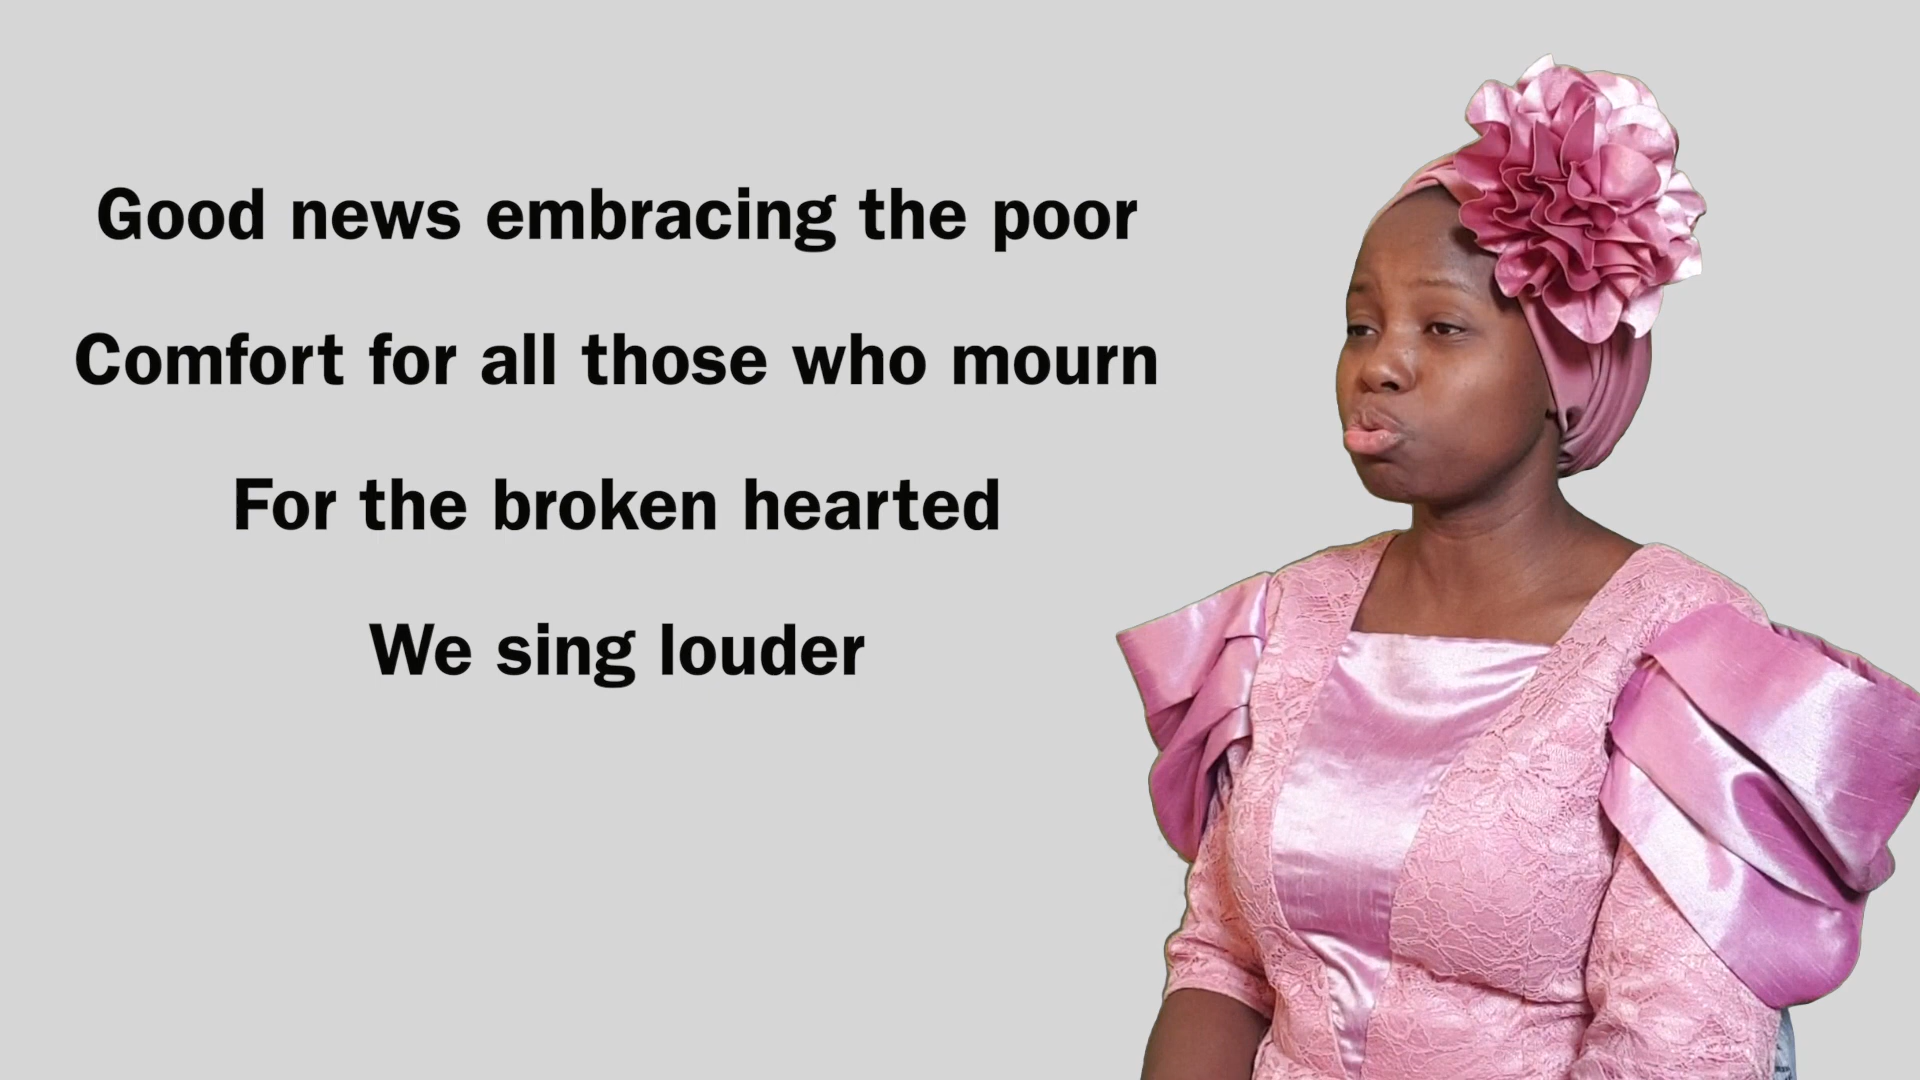 Good news embracing the poor
Comfort for all those who mourn
For the broken hearted
We sing louder